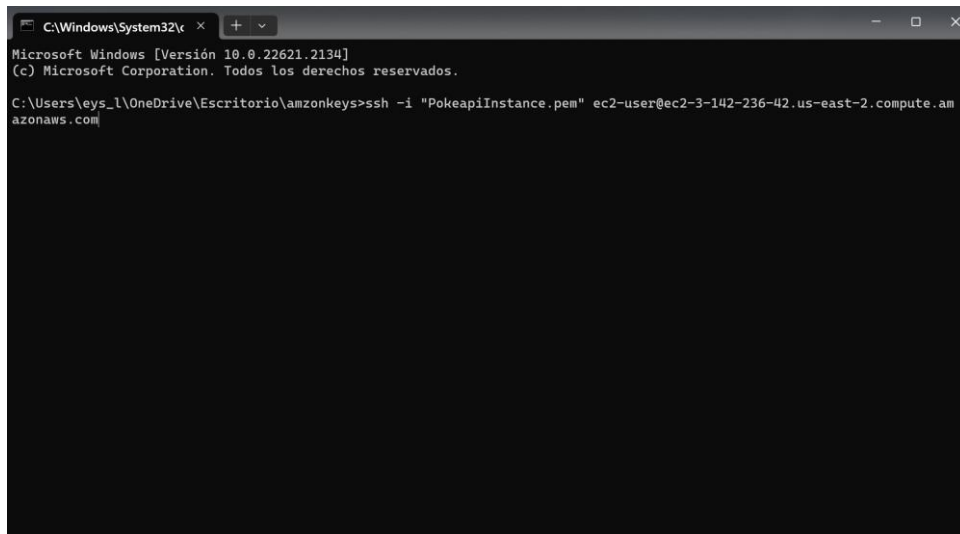 C:\Windows\System32\c
Microsoft Windows [Versión 10.0.22621.2134]
(c) Microsoft Corporation. Todos los derechos reservados.
C:\Users\eys_l\OneDrive\Escritorio\amzonkeys>ssh -i "PokeapiInstance.pem" ec2-user@ec2-3-142-236-42.us-east-2.compute.am
azonaws.com